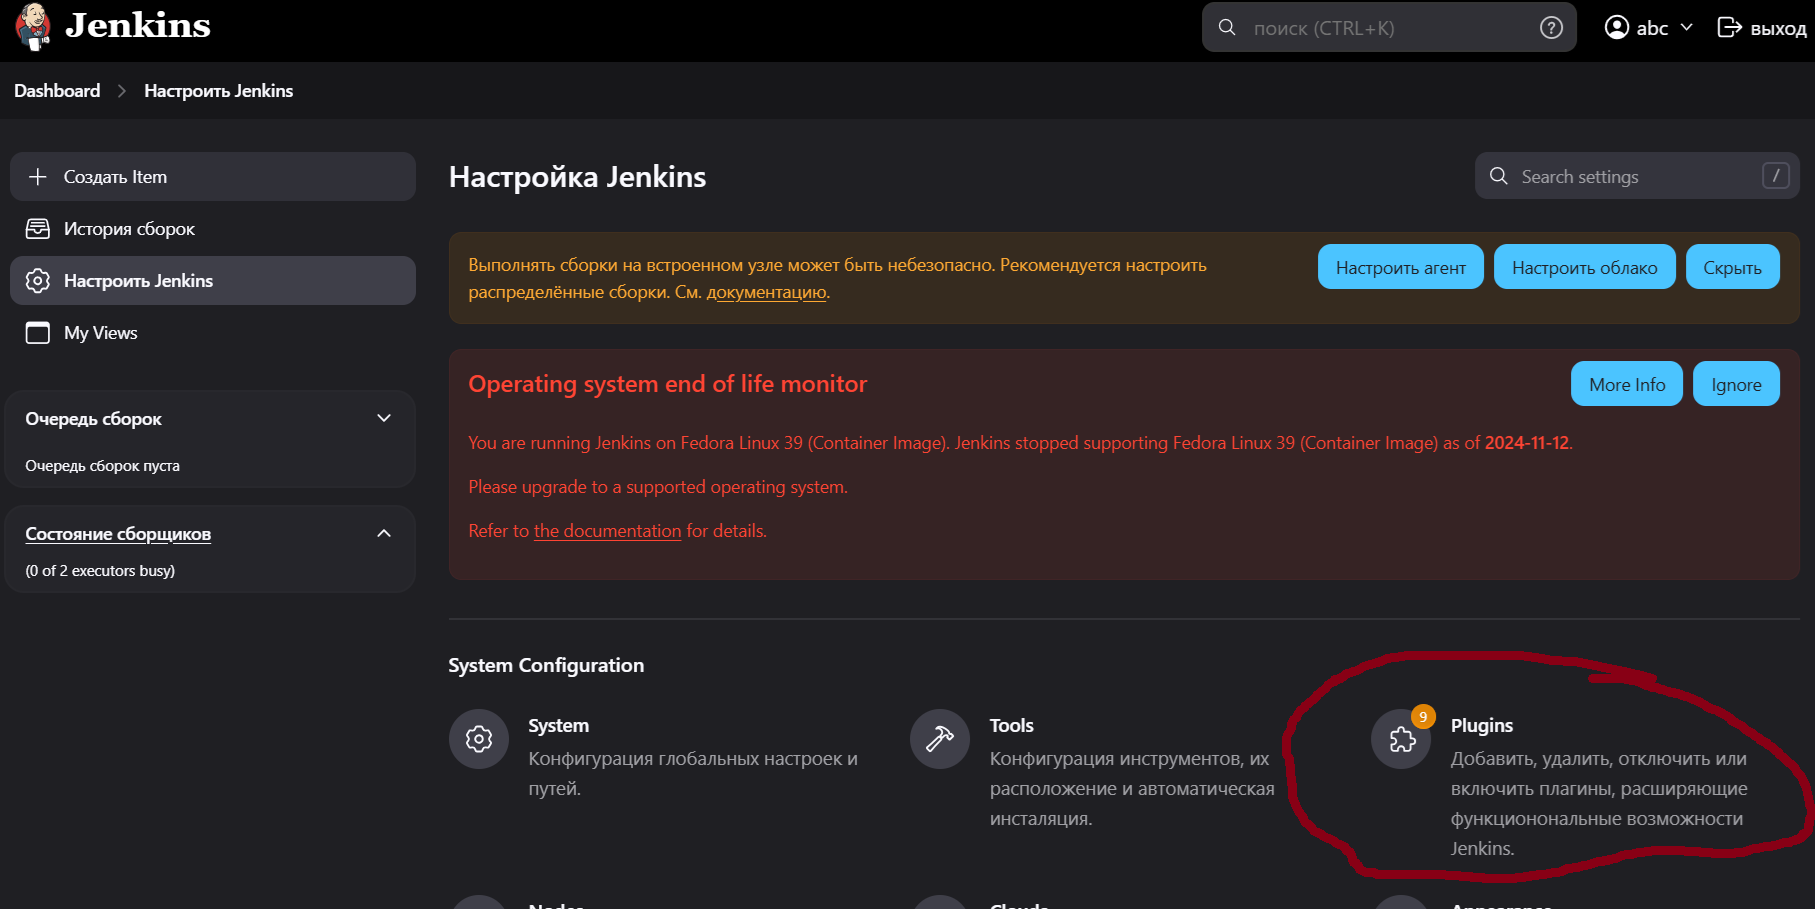 Jenkins
поиск (CTRL+K)
abc
выход
Dashboard
Настроить Jenkins
Создать Item
История сборок
Настроить Jenkins
My Views
Очередь сборок
Очередь сборок пуста
Состояние сборщиков
(0 of 2 executors busy)
Настройка Jenkins
Search settings
/
Выполнять сборки на встроенном узле может быть небезопасно. Рекомендуется настроить
распределённые сборки. См. документацию.
Настроить агент
Настроить облако
Скрыть
Operating system end of life monitor
More Info
Ignore
You are running Jenkins on Fedora Linux 39 (Container Image). Jenkins stopped supporting Fedora Linux 39 (Container Image) as of 2024-11-12.
Please upgrade to a supported operating system.
Refer to the documentation for details.
System Configuration
System
Конфигурация глобальных настроек и
путей.
Tools
Конфигурация инструментов, их
расположение и автоматическая
инсталяция.
9
Plugins
Добавить, удалить, отключить или
включить плагины, расширяющие
функционональные возможности
Jenkins.